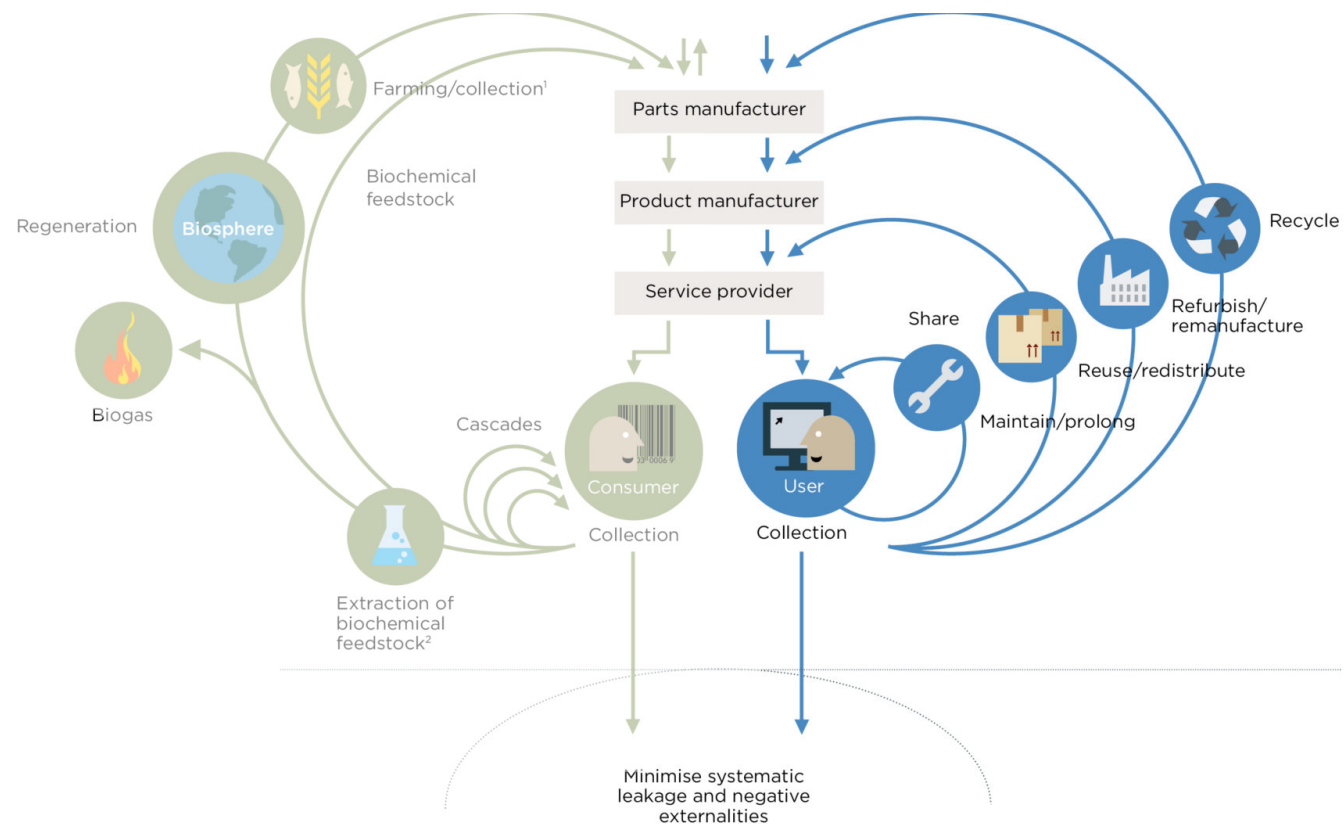 Farming/collection¹
Parts manufacturer
Biochemical
feedstock
Regeneration
Biosphere
Product manufacturer
Recycle
Service provider
Share
Refurbish/
remanufacture
Reuse/redistribute
Biogas
Cascades
Maintain/prolong
Consumer
User
Collection
Collection
Extraction of
biochemical
feedstock²
Minimise systematic
leakage and negative
externalities